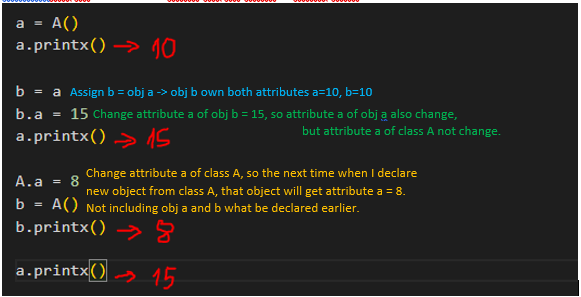 a = A()
a.printx() → 10
b = a Assign b = obj a -> obj b own both attributes a=10, b=10
b.a = 15 Change attribute a of obj b = 15, so attribute a of obj a also change,
a.printx() → 15 but attribute a of class A not change.
Change attribute a of class A, so the next time when I declare
A.a = 8 new object from class A, that object will get attribute a = 8.
b = A() Not including obj a and b what be declared earlier.
b.printx() → 8
a.printx() → 15